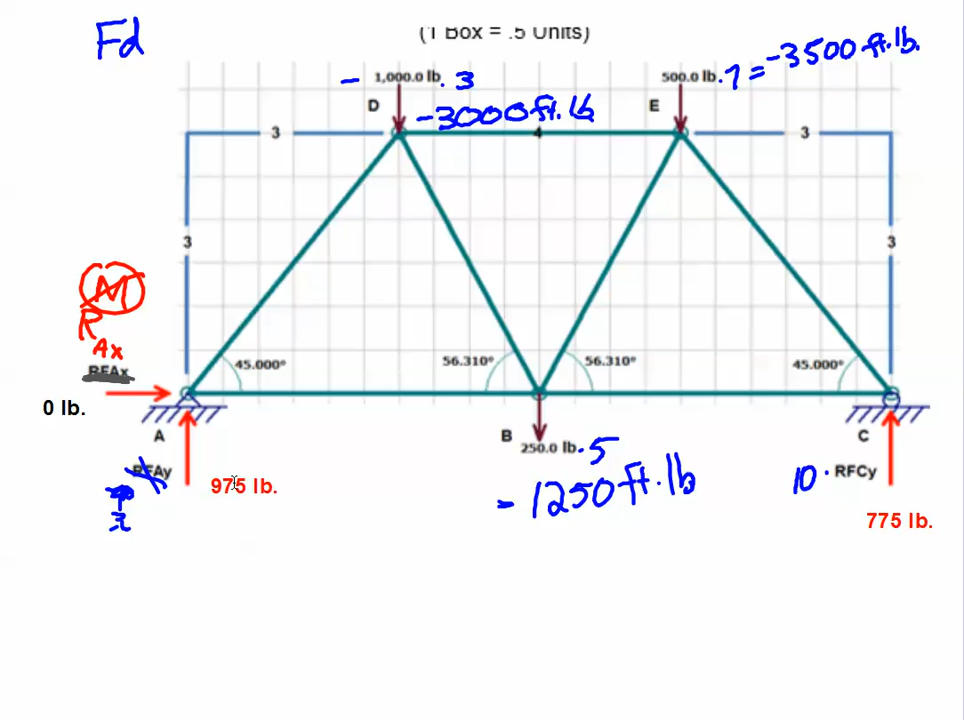 (1 Box = .5 Units)
Fd
- 1,000.0 lb. 3
500.0 lb. .7 = -3500 ft.lb.
D
-3000 ft.lb
E
3
4
3
3
3
M
Ax
RFAx
45.000°
56.310°
56.310°
45.000°
0 lb.
A
B
C
250.0 lb. .5
RFAy
10 . RFCy
975 lb.
- 1250 ft.lb
775 lb.